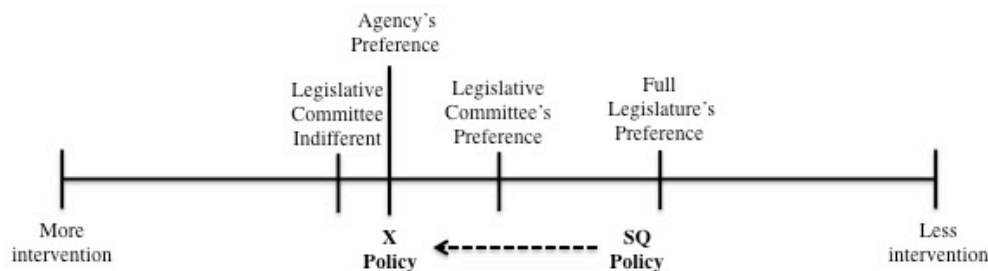 Agency's
Preference
Legislative
Committee
Indifferent
Legislative
Committee's
Preference
Full
Legislature's
Preference
More
intervention
X
Policy
SQ
Policy
Less
intervention